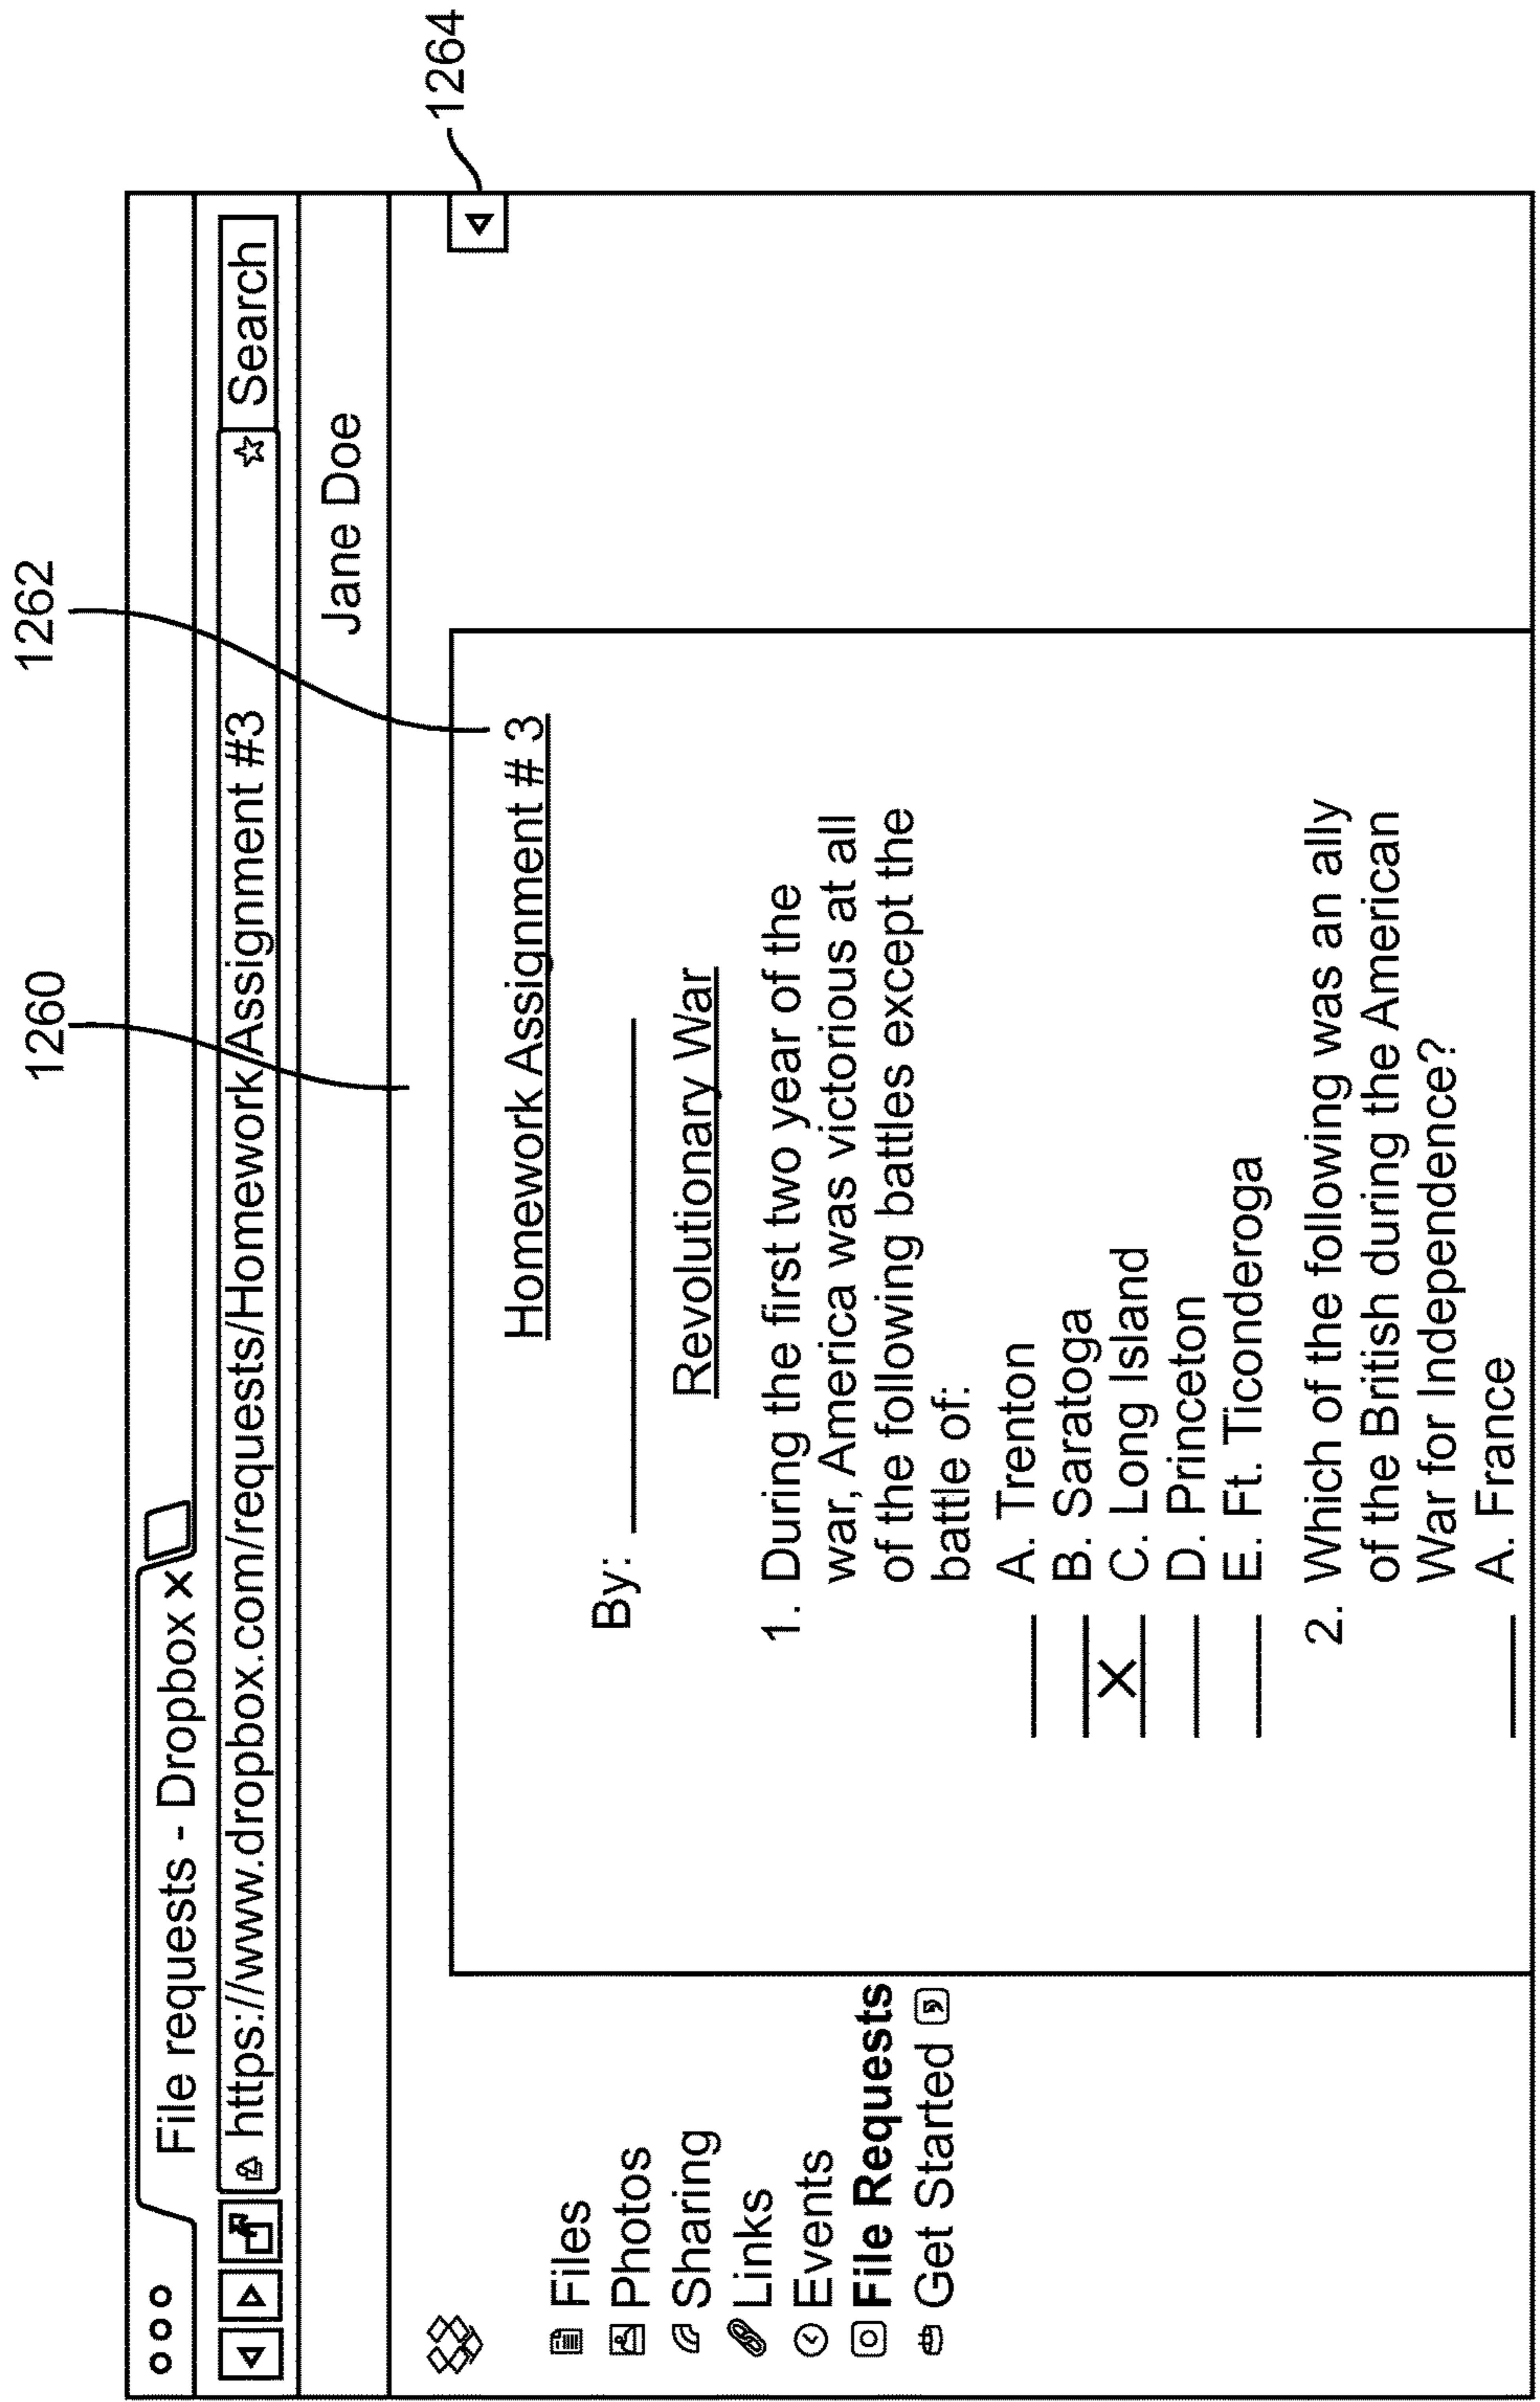 1260
1262
1264
File requests - Dropbox x
https://www.dropbox.com/requests/Homework Assignment #3
Search
Jane Doe
Files
Photos
Sharing
Links
Events
File Requests
Get Started
Homework Assignment # 3
By:
Revolutionary War
1. During the first two year of the
war, America was victorious at all
of the following battles except the
battle of:
A. Trenton
B. Saratoga
X C. Long Island
D. Princeton
E. Ft. Ticonderoga
2. Which of the following was an ally
of the British during the American
War for Independence?
A. France